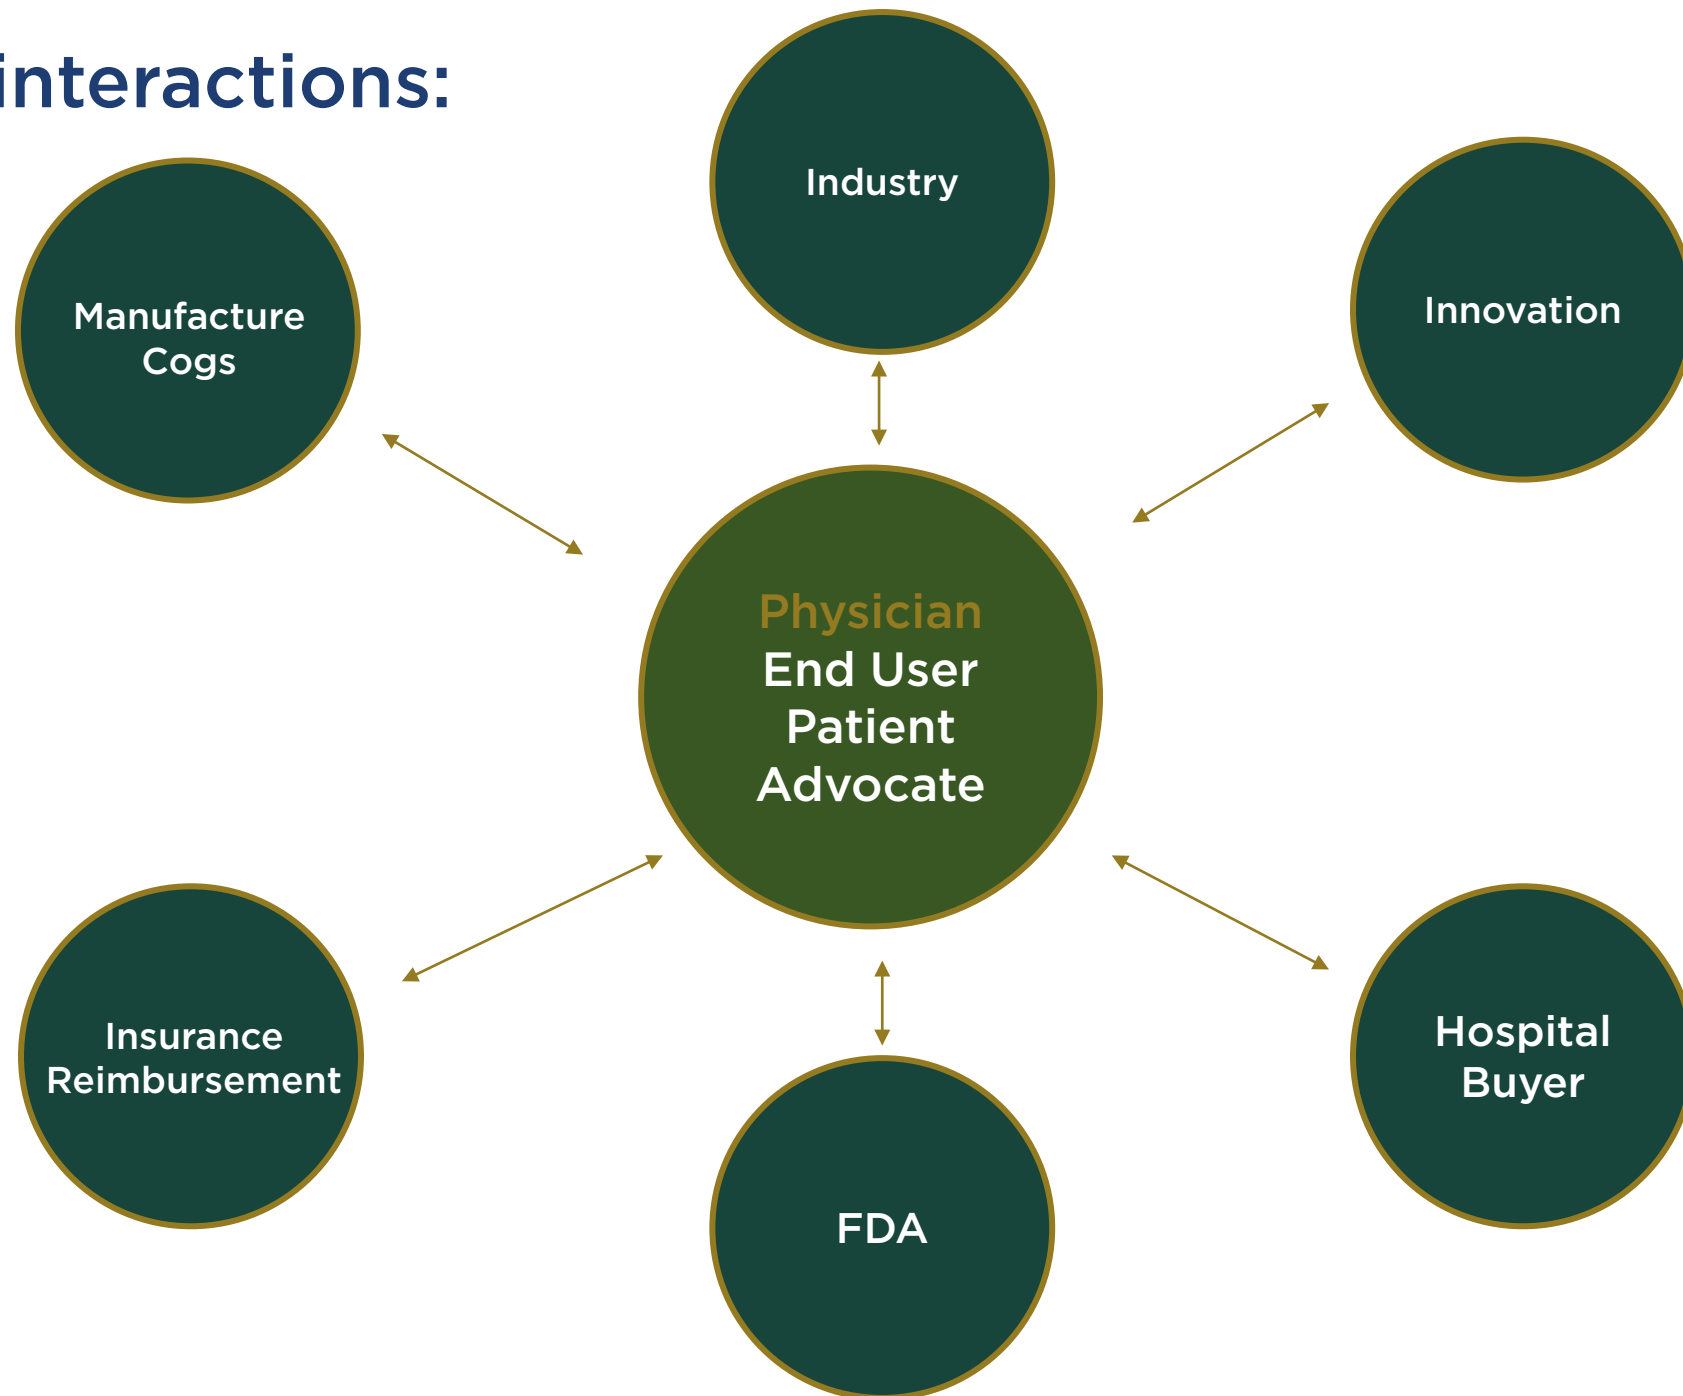 interactions:
Industry
Manufacture
Cogs
Innovation
Physician
End User
Patient
Advocate
Insurance
Reimbursement
Hospital
Buyer
FDA